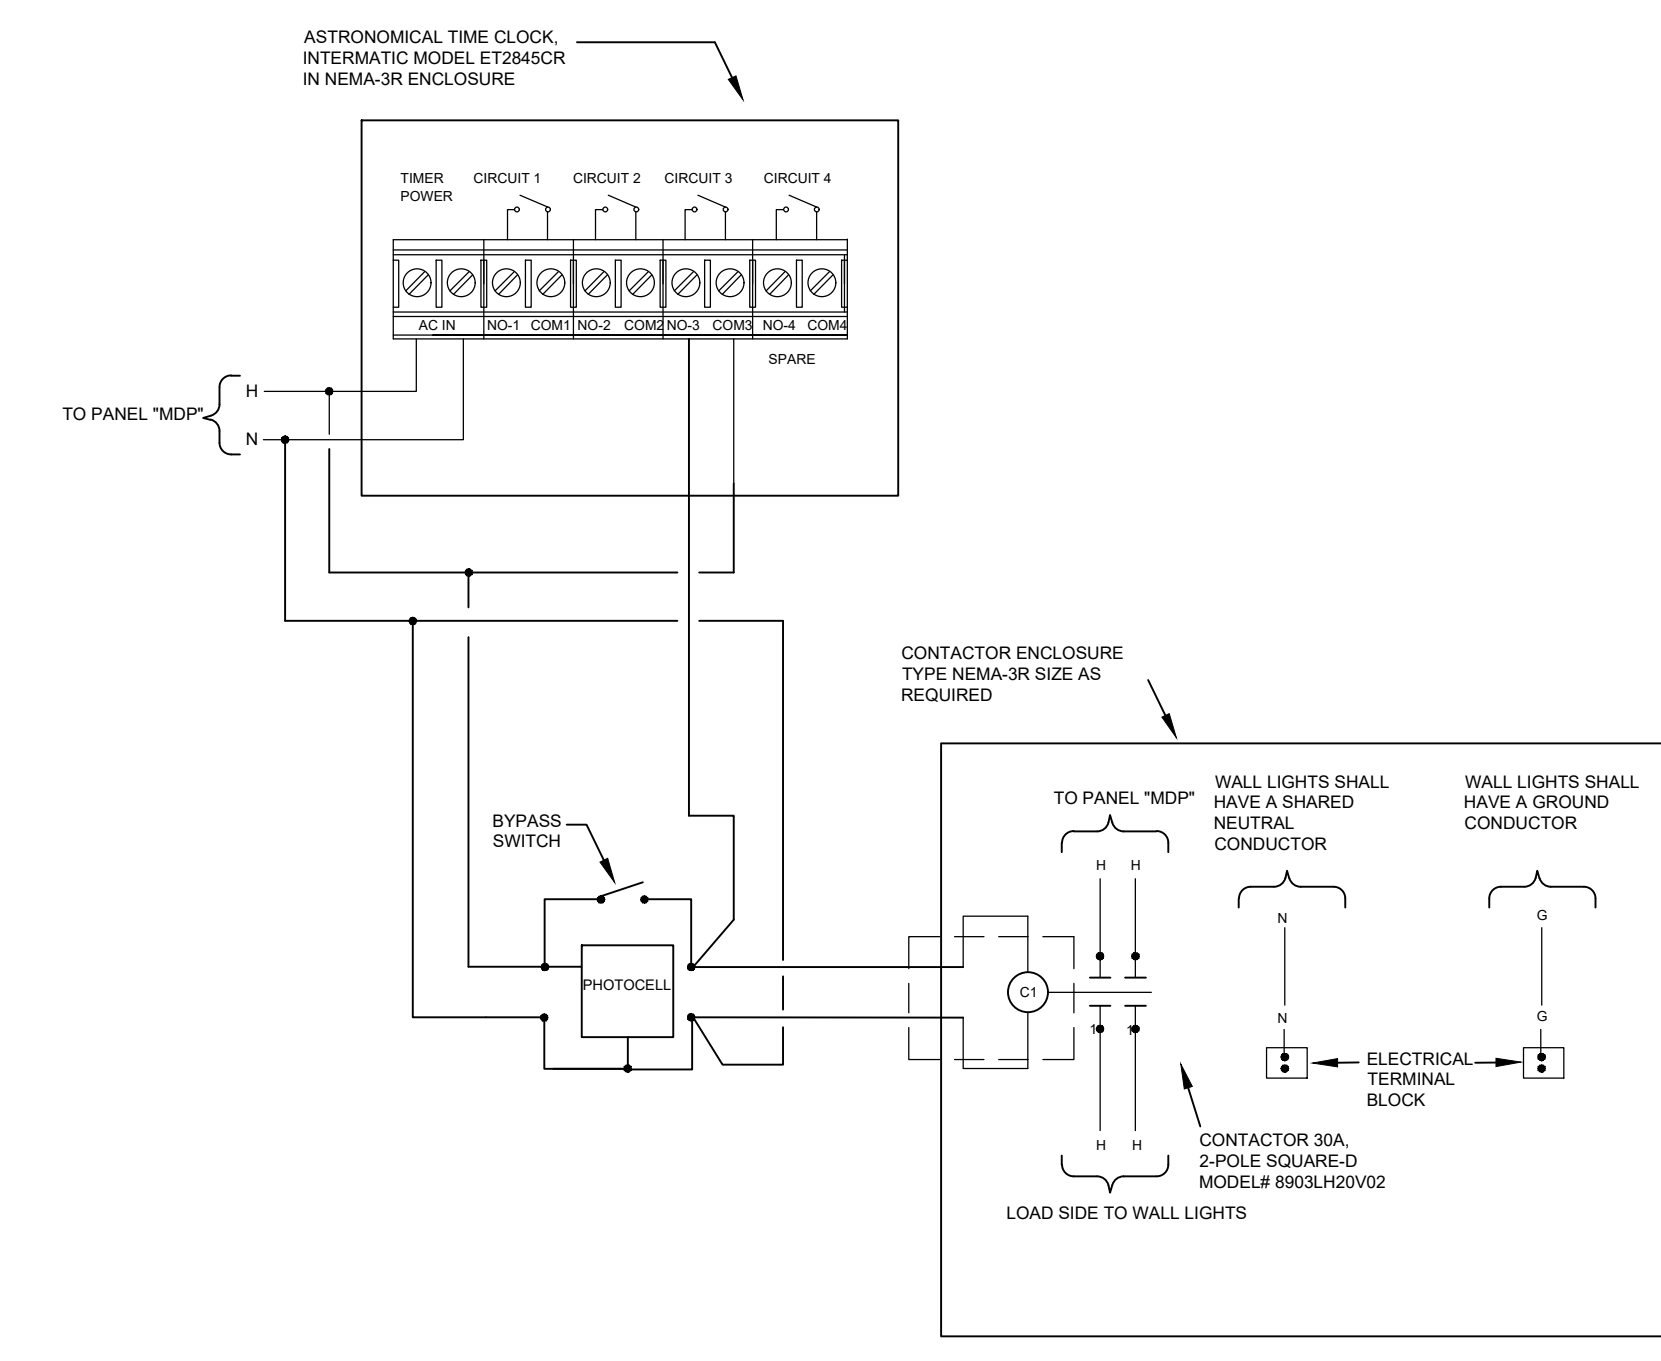 ASTRONOMICAL TIME CLOCK,
INTERMATIC MODEL ET2845CR
IN NEMA-3R ENCLOSURE
TIMER
POWER
CIRCUIT 1
CIRCUIT 2
CIRCUIT 3
CIRCUIT 4
AC IN
NO-1
COM1
NO-2
COM2
NO-3
COM3
NO-4
COM4
SPARE
TO PANEL "MDP"
H
N
CONTACTOR ENCLOSURE
TYPE NEMA-3R SIZE AS
REQUIRED
BYPASS
SWITCH
PHOTOCELL
TO PANEL "MDP"
H H
WALL LIGHTS SHALL
HAVE A SHARED
NEUTRAL
CONDUCTOR
WALL LIGHTS SHALL
HAVE A GROUND
CONDUCTOR
N
G
C1
1 1
N
G
ELECTRICAL
TERMINAL
BLOCK
H H
CONTACTOR 30A,
2-POLE SQUARE-D
MODEL# 8903LH20V02
LOAD SIDE TO WALL LIGHTS